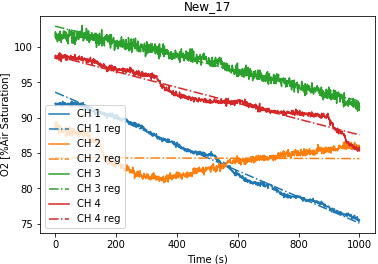 New_17
O2 [%Air Saturation]
100
95
90
85
80
75
CH 1
CH 1 reg
CH 2
CH 2 reg
CH 3
CH 3 reg
CH 4
CH 4 reg
0
200
400
600
800
1000
Time (s)